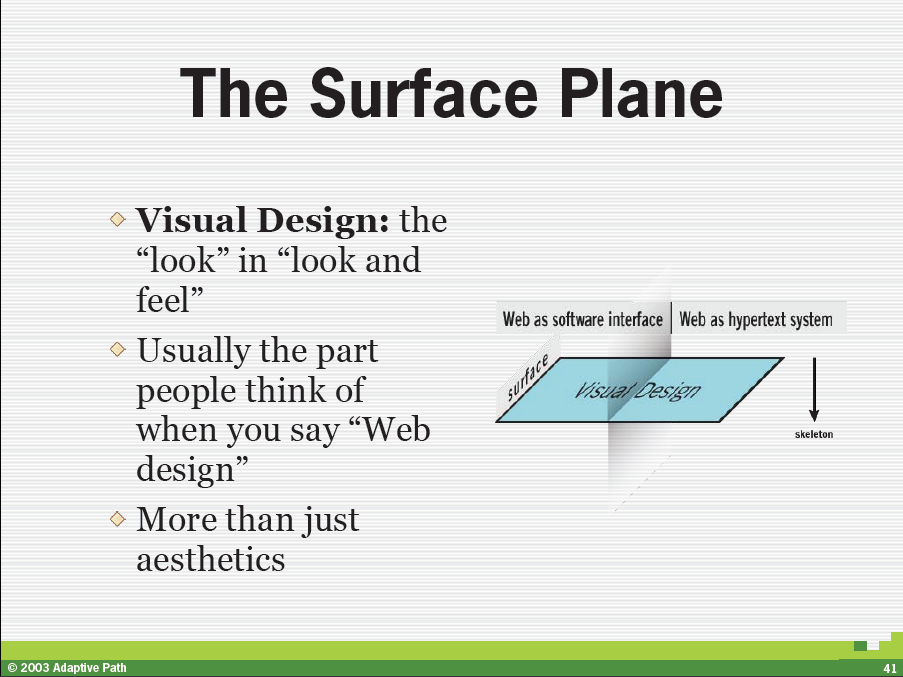 The Surface Plane
Visual Design: the
“look” in “look and
feel”
Usually the part
people think of
when you say “Web
design”
More than just
aesthetics
Web as software interface
Web as hypertext system
surface
Visual Design
skeleton
© 2003 Adaptive Path
41